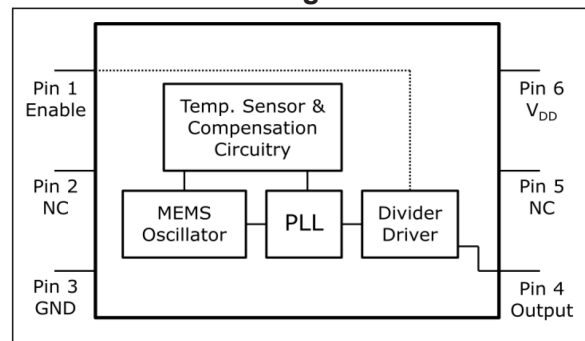 Pin 1
Enable
Pin 2
NC
Pin 3
GND
Temp. Sensor &
Compensation
Circuitry
MEMS
Oscillator
PLL
Divider
Driver
Pin 6
VDD
Pin 5
NC
Pin 4
Output